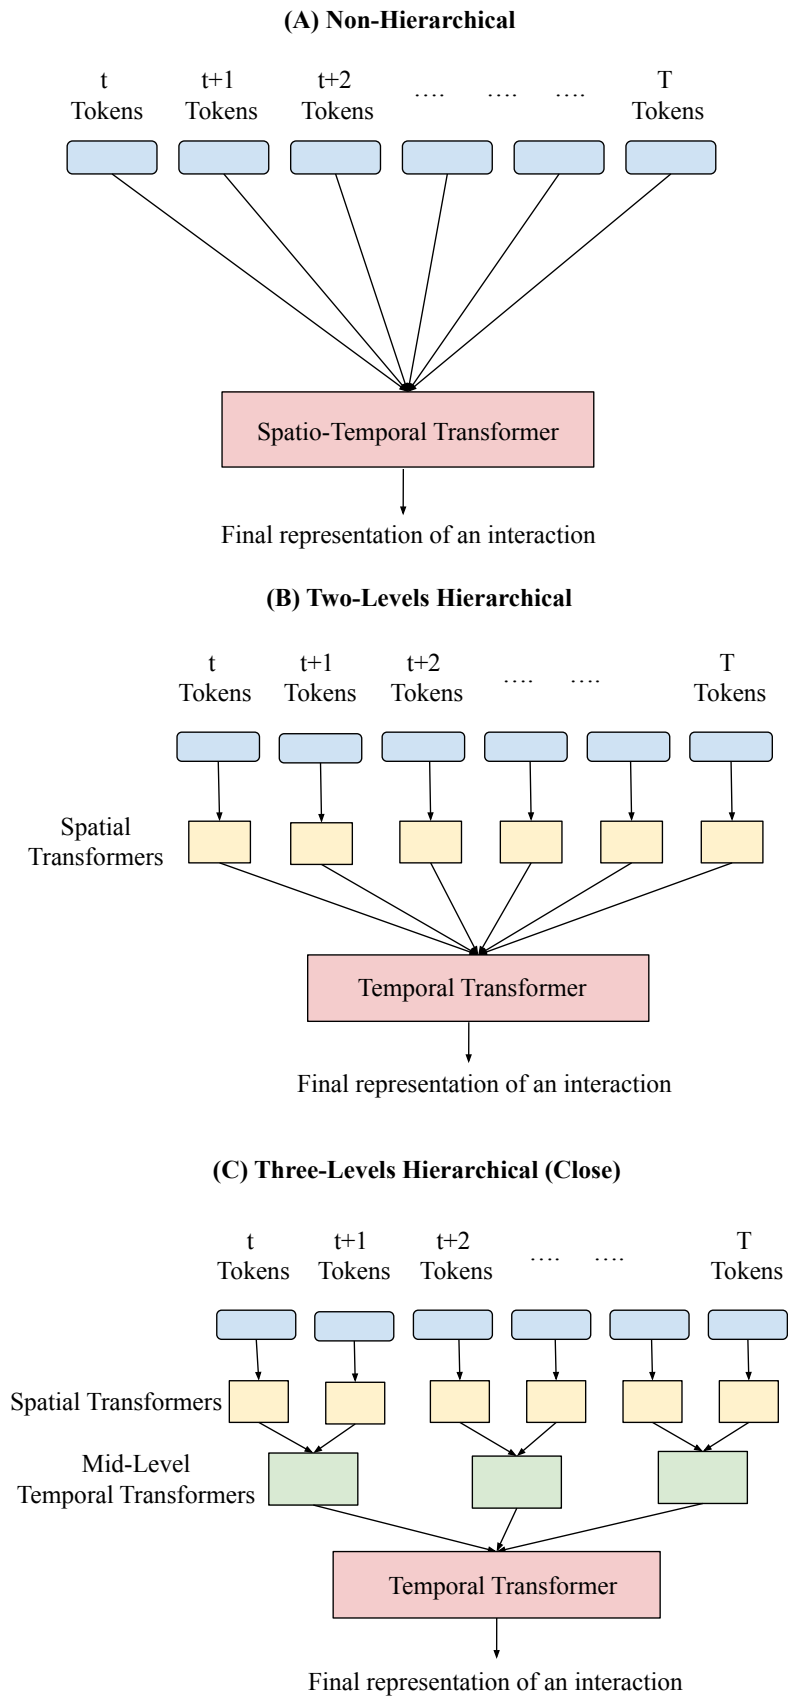 (A) Non-Hierarchical
t t+1 t+2 .... .... .... T
Tokens Tokens Tokens Tokens
Spatio-Temporal Transformer
Final representation of an interaction
(B) Two-Levels Hierarchical
t t+1 t+2 .... .... T
Tokens Tokens Tokens Tokens
Spatial
Transformers
Temporal Transformer
Final representation of an interaction
(C) Three-Levels Hierarchical (Close)
t t+1 t+2 .... .... T
Tokens Tokens Tokens Tokens
Spatial Transformers
Mid-Level
Temporal Transformers
Temporal Transformer
Final representation of an interaction